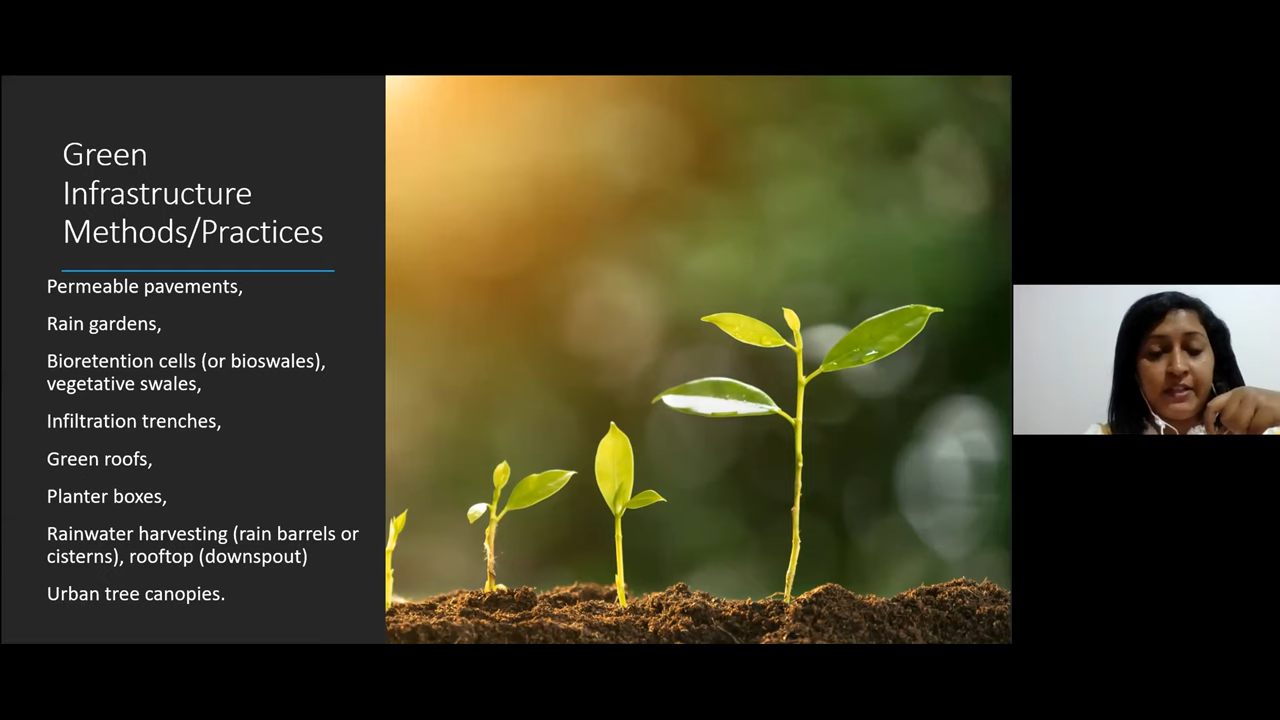 Green
Infrastructure
Methods/Practices
Permeable pavements,
Rain gardens,
Bioretention cells (or bioswales),
vegetative swales,
Infiltration trenches,
Green roofs,
Planter boxes,
Rainwater harvesting (rain barrels or
cisterns), rooftop (downspout)
Urban tree canopies.